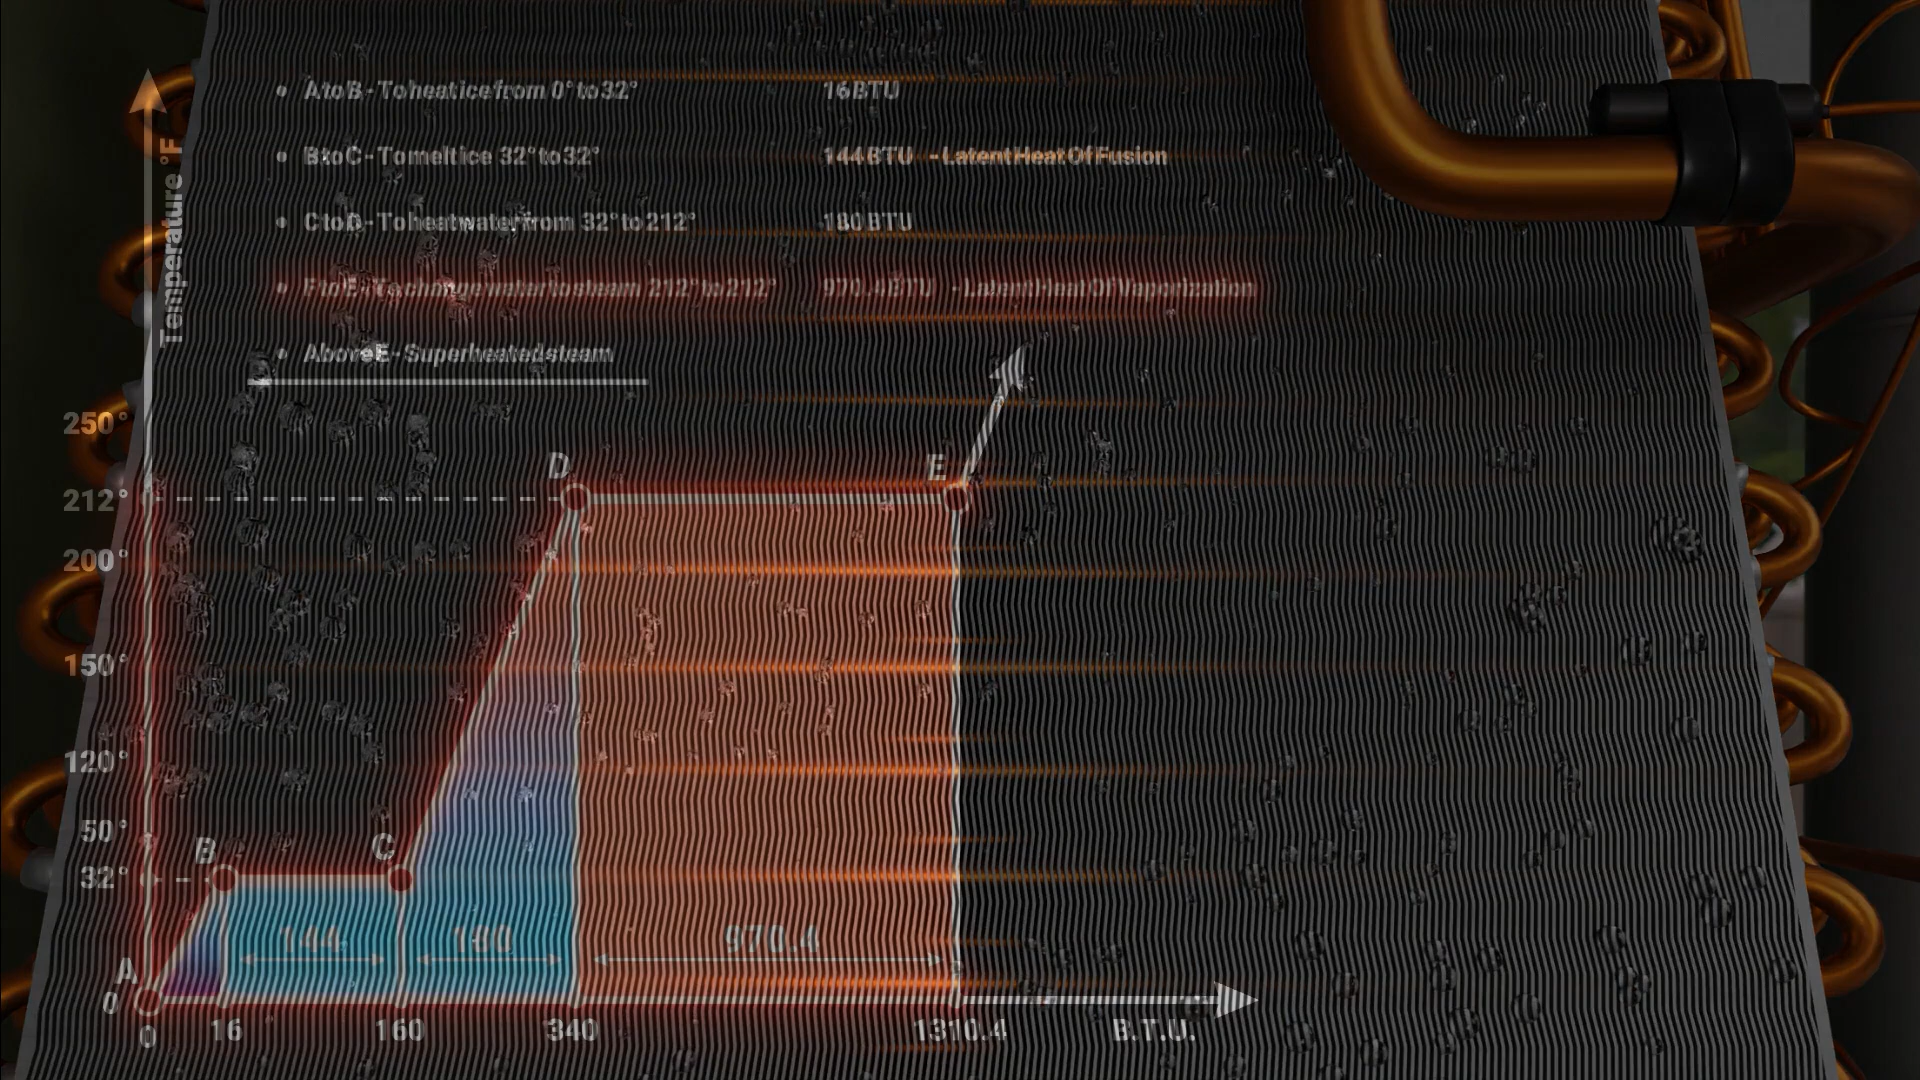 • A to B - To heat ice from 0° to 32° 16 BTU
• B to C - To melt ice 32° to 32° 144 BTU - Latent Heat Of Fusion
• C to D - To heat water from 32° to 212° 180 BTU
• F to E - To change water to steam 212° to 212° 970.4 BTU - Latent Heat Of Vaporization
• Above E - Superheated steam
Temperature °F
250°
D E
212°
200°
150°
120°
50°
B C
32°
144 180 970.4
A
0
0 16 160 340 1310.4 B.T.U.